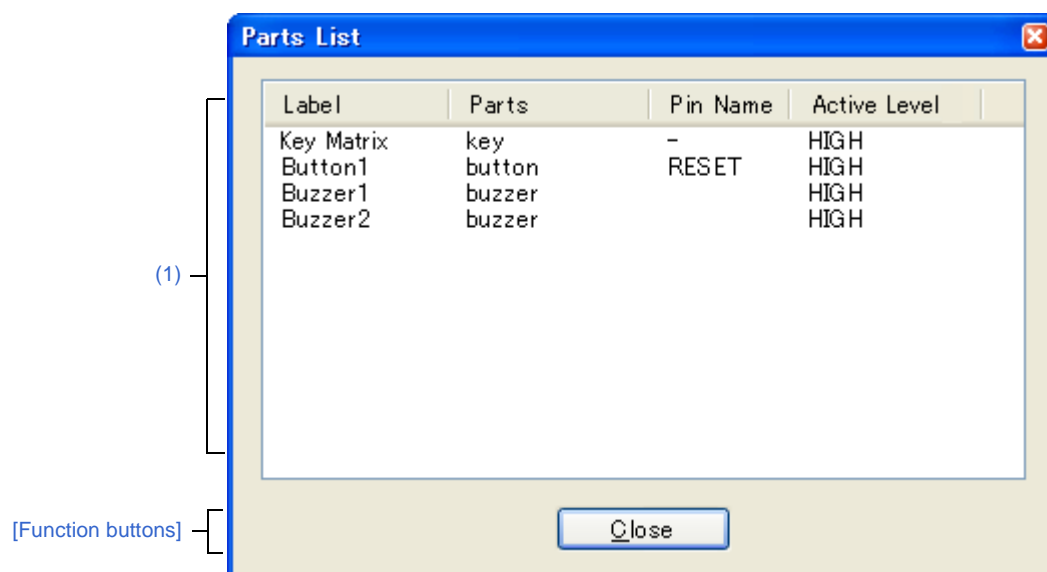 Parts List
Label Parts Pin Name Active Level
Key Matrix key - HIGH
Button1 button RESET HIGH
Buzzer1 buzzer HIGH
Buzzer2 buzzer HIGH
(1)
[Function buttons]
Close